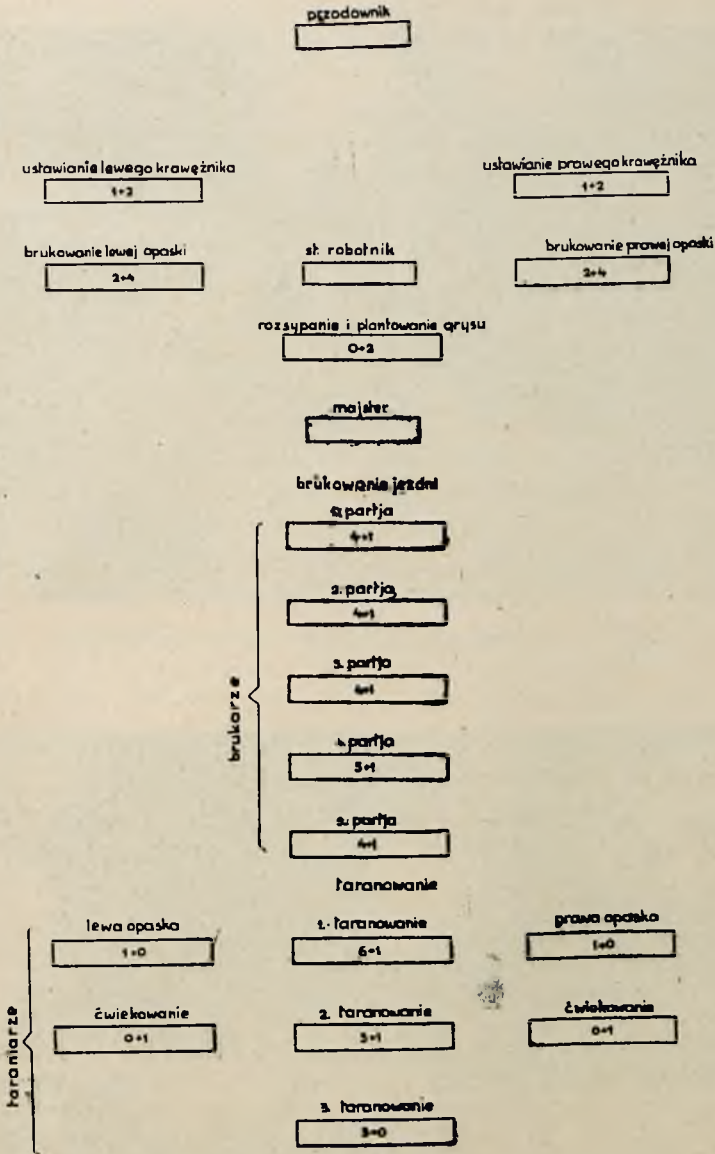 przodownik
ustawianie lewego krawężnika
1+2
ustawianie prawego krawężnika
1+2
brukowanie lewej opaski
2+4
st. robotnik
brukowanie prawej opaski
2+4
rozsypanie i plantowanie grysu
0+2
majster
brukowanie jezdni
1. partja
4+1
2. partja
4+1
3. partja
4+1
4. partja
5+1
5. partja
4+1
brukarze
taranowanie
lewa opaska
1+0
1. taranowanie
6+1
prawa opaska
1+0
ćwiekowanie
0+1
2. taranowanie
5+1
ćwiekowanie
0+1
3. taranowanie
3+0
taraniarze